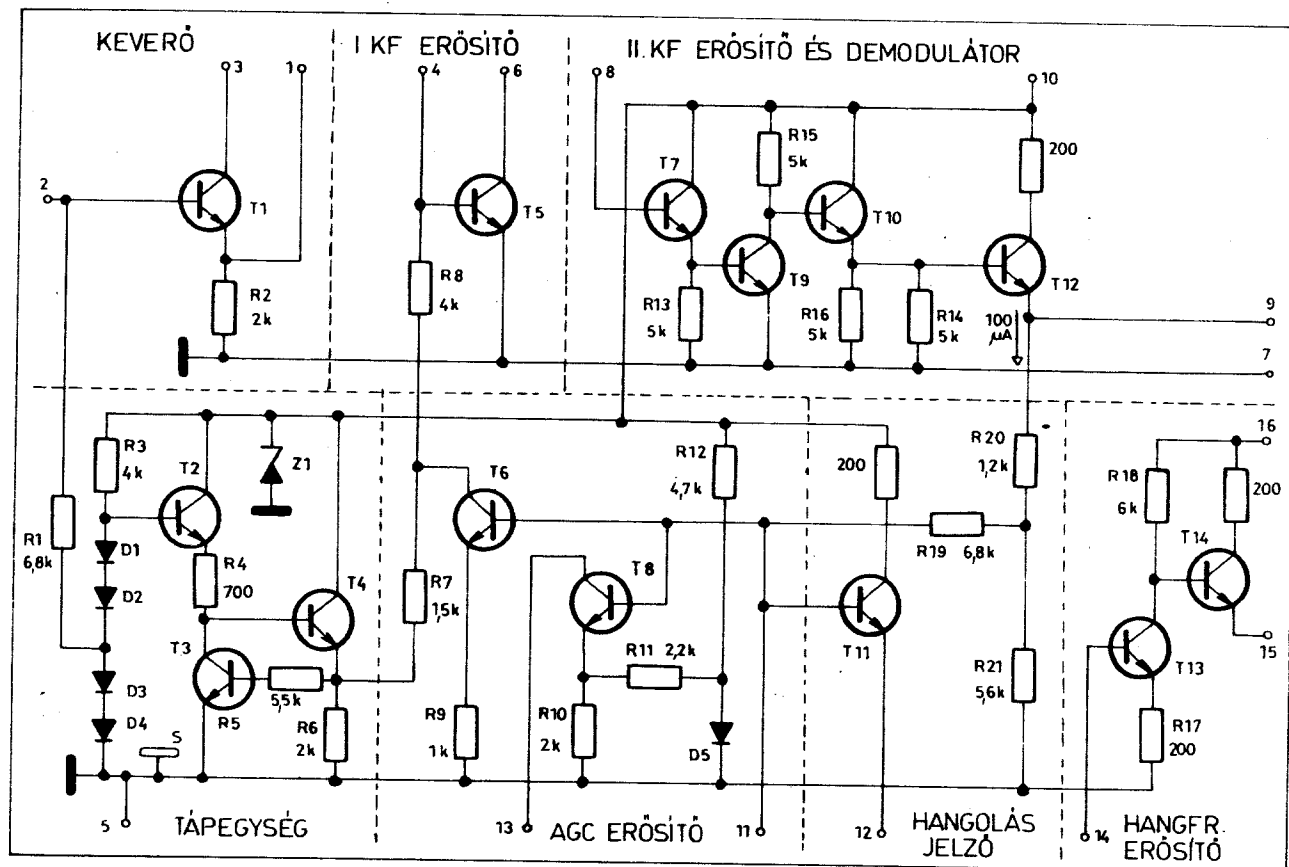 KEVERŐ
I KF ERŐSÍTŐ
II. KF ERŐSÍTŐ ÉS DEMODULÁTOR
3
1
4
6
8
10
R15
5k
200
T7
2
T1
T5
T10
T9
T12
R8
4k
R2
2k
R13
5k
R16
5k
R14
5k
100
µA
9
7
R3
4k
T2
Z1
T6
R12
4,7k
200
R20
1,2k
16
R18
6k
200
R1
6,8k
D1
D2
R4
700
T4
R7
1,5k
T8
R19
6,8k
T14
T3
5,5k
R5
R11
2,2k
T11
15
T13
D3
D4
S
R6
2k
R9
1k
R10
2k
D5
R21
5,6k
R17
200
5
TÁPEGYSÉG
13
AGC ERŐSÍTŐ
11
12
HANGOLÁS
JELZŐ
14
HANGFR.
ERŐSÍTŐ